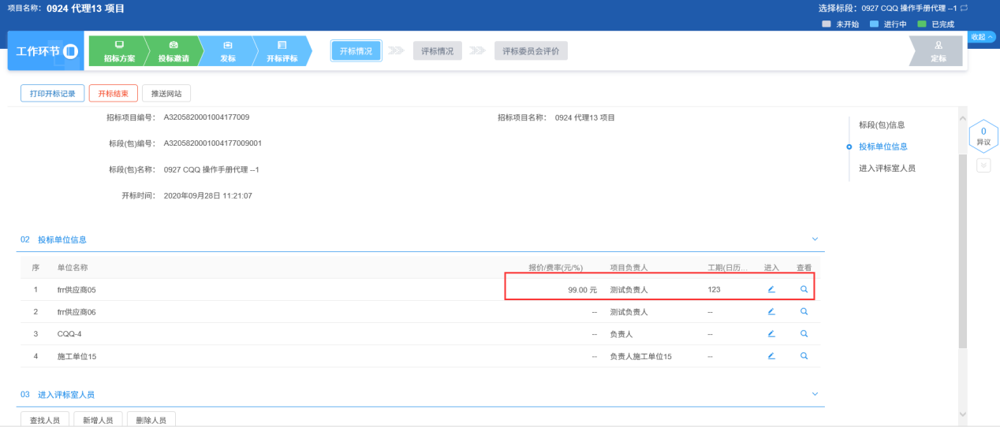 项目名称: 0924 代理13 项目
选择标段: 0927 CQQ 操作手册代理 --1
未开始 进行中 已完成
收起
工作环节
招标方案 投标邀请 发标 开标评标 开标情况 评标情况 评标委员会评价 定标
打印开标记录 开标结束 推送网站
招标项目编号: A3205820001004177009 招标项目名称: 0924 代理13 项目
标段(包)编号: A3205820001004177009001
标段(包)名称: 0927 CQQ 操作手册代理 --1
开标时间: 2020年09月28日 11:21:07
标段(包)信息
投标单位信息
进入评标室人员
0
异议
02 投标单位信息
序 单位名称 报价/费率(元/%) 项目负责人 工期(日历... 进入 查看
1 frr供应商05 99.00 元 测试负责人 123
2 frr供应商06 -- 测试负责人 --
3 CQQ-4 -- 负责人 --
4 施工单位15 -- 负责人施工单位15 --
03 进入评标室人员
查找人员 新增人员 删除人员